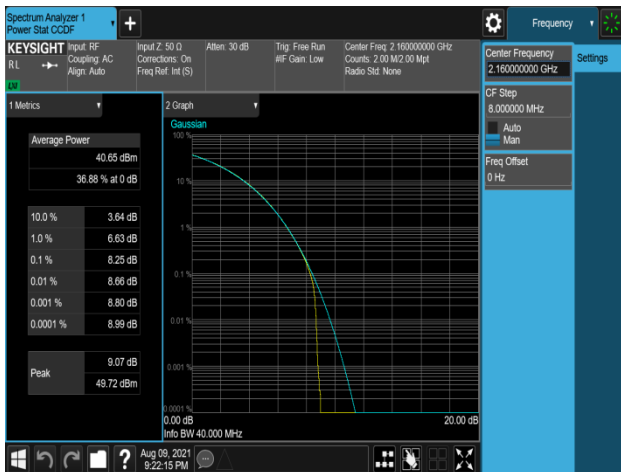 Spectrum Analyzer 1
Power Stat CCDF
+
Frequency
KEYSIGHT
RL
Input: RF
Coupling: AC
Align: Auto
Input Z: 50 Ω
Corrections: On
Freq Ref: Int (S)
Atten: 30 dB
Trig: Free Run
#IF Gain: Low
Center Freq: 2.160000000 GHz
Counts: 2.00 M/2.00 Mpt
Radio Std: None
Center Frequency
2.160000000 GHz
Settings
CF Step
8.000000 MHz
Auto
Man
Freq Offset
0 Hz
1 Metrics
2 Graph
Average Power
40.65 dBm
36.88 % at 0 dB
10.0 % 3.64 dB
1.0 % 6.63 dB
0.1 % 8.25 dB
0.01 % 8.66 dB
0.001 % 8.80 dB
0.0001 % 8.99 dB
Peak
9.07 dB
49.72 dBm
Gaussian
100 %
10 %
1 %
0.1 %
0.01 %
0.001 %
0.0001 %
0.00 dB
20.00 dB
Info BW 40.000 MHz
?
Aug 09, 2021
9:22:15 PM